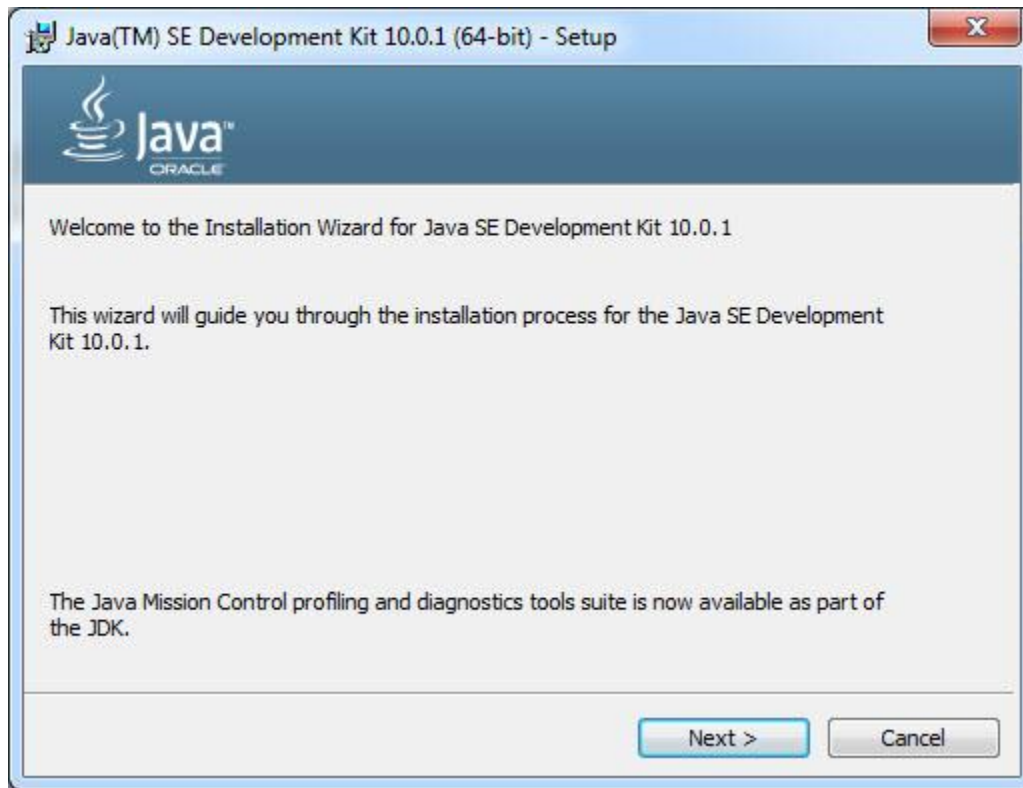 Java(TM) SE Development Kit 10.0.1 (64-bit) - Setup
Java™
ORACLE
Welcome to the Installation Wizard for Java SE Development Kit 10.0.1
This wizard will guide you through the installation process for the Java SE Development
Kit 10.0.1.
The Java Mission Control profiling and diagnostics tools suite is now available as part of
the JDK.
Next >
Cancel